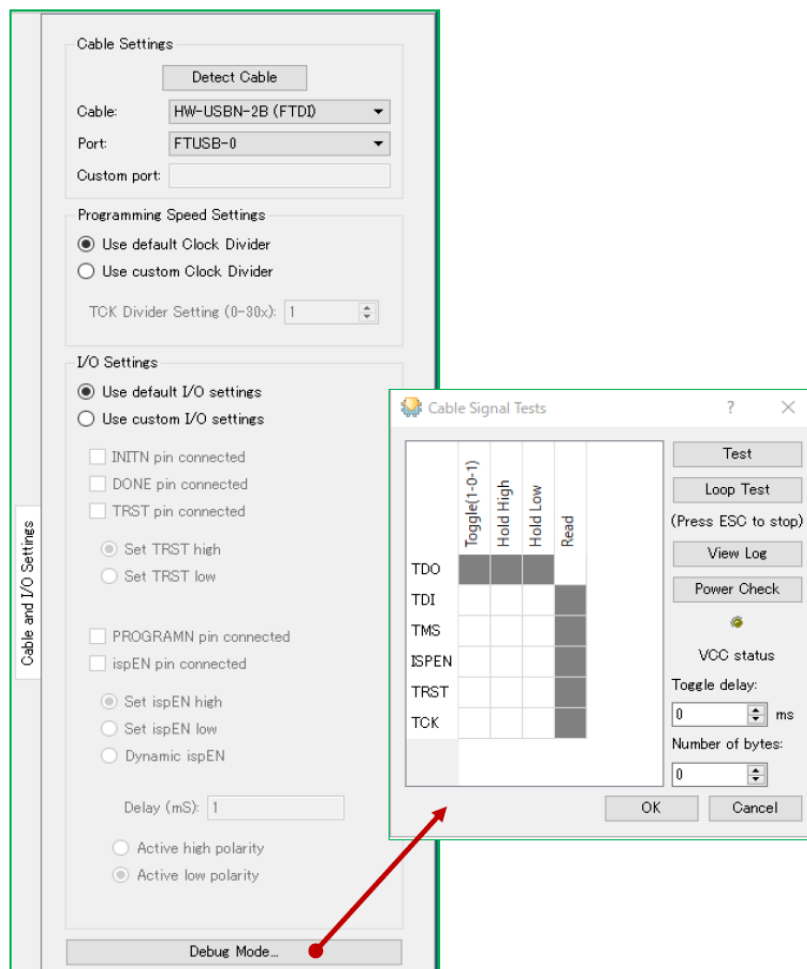 Cable Settings
Detect Cable
Cable: HW-USBN-2B (FTDI)
Port: FTUSB-0
Custom port:
Programming Speed Settings
Use default Clock Divider
Use custom Clock Divider
TCK Divider Setting (0-30x): 1
I/O Settings
Use default I/O settings
Use custom I/O settings
INITN pin connected
DONE pin connected
TRST pin connected
Set TRST high
Set TRST low
PROGRAMN pin connected
ispEN pin connected
Set ispEN high
Set ispEN low
Dynamic ispEN
Delay (mS): 1
Active high polarity
Active low polarity
Debug Mode...
Cable and I/O Settings
Cable Signal Tests ?
Toggle(1-0-1)
Hold High
Hold Low
Read
TDO
TDI
TMS
ISPEN
TRST
TCK
Test
Loop Test
(Press ESC to stop)
View Log
Power Check
VCC status
Toggle delay:
0 ms
Number of bytes:
0
OK Cancel